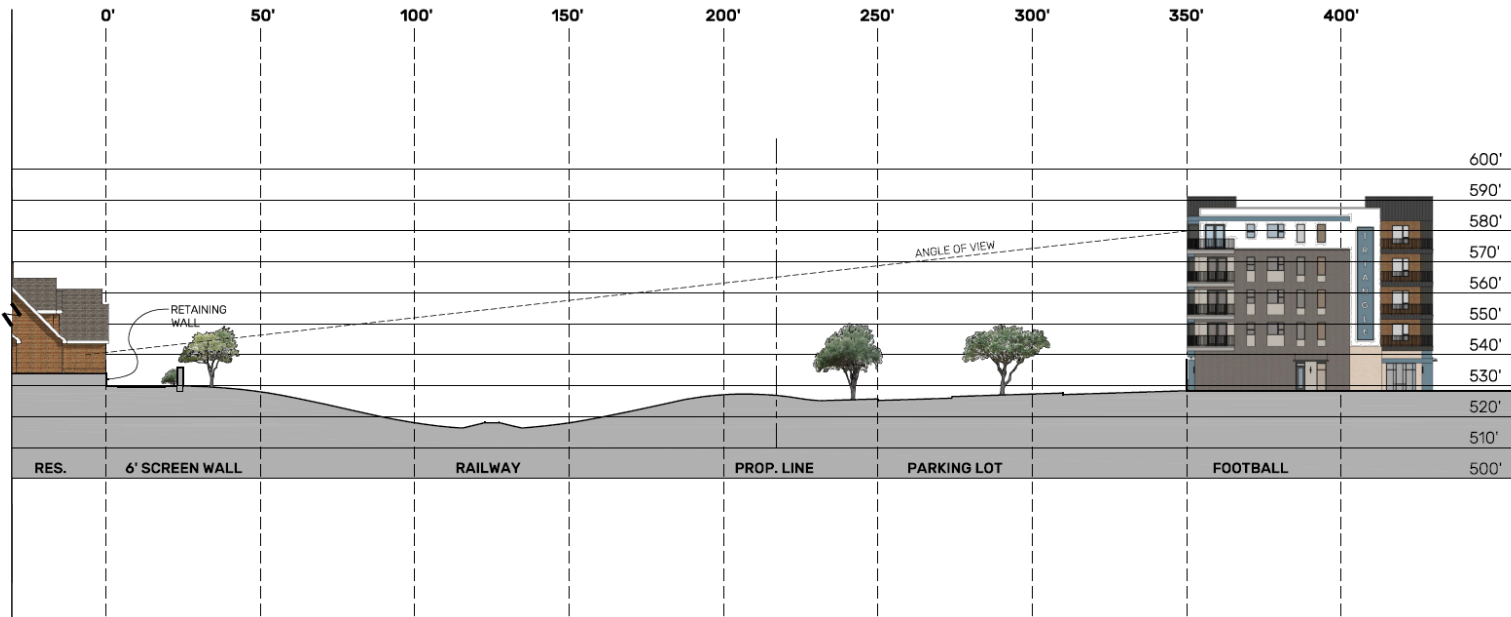 0' 50' 100' 150' 200' 250' 300' 350' 400'
600'
590'
580'
570'
560'
550'
540'
530'
520'
510'
500'
ANGLE OF VIEW
RETAINING
WALL
TRIANGLE
RES. 6' SCREEN WALL RAILWAY PROP. LINE PARKING LOT FOOTBALL